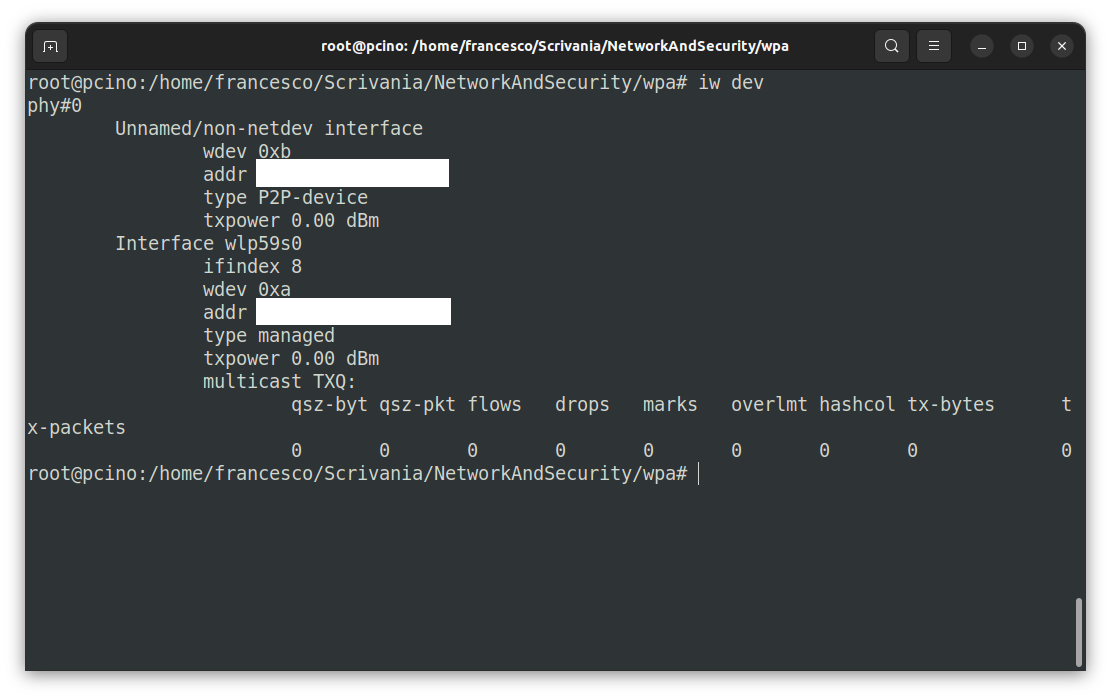 root@pcino: /home/francesco/Scrivania/NetworkAndSecurity/wpa
root@pcino:/home/francesco/Scrivania/NetworkAndSecurity/wpa# iw dev
phy#0
        Unnamed/non-netdev interface
                wdev 0xb
                addr
                type P2P-device
                txpower 0.00 dBm
        Interface wlp59s0
                ifindex 8
                wdev 0xa
                addr
                type managed
                txpower 0.00 dBm
                multicast TXQ:
                        qsz-byt qsz-pkt flows   drops   marks   overlmt hashcol tx-bytes      t
x-packets
                        0       0       0       0       0       0       0       0             0
root@pcino:/home/francesco/Scrivania/NetworkAndSecurity/wpa#